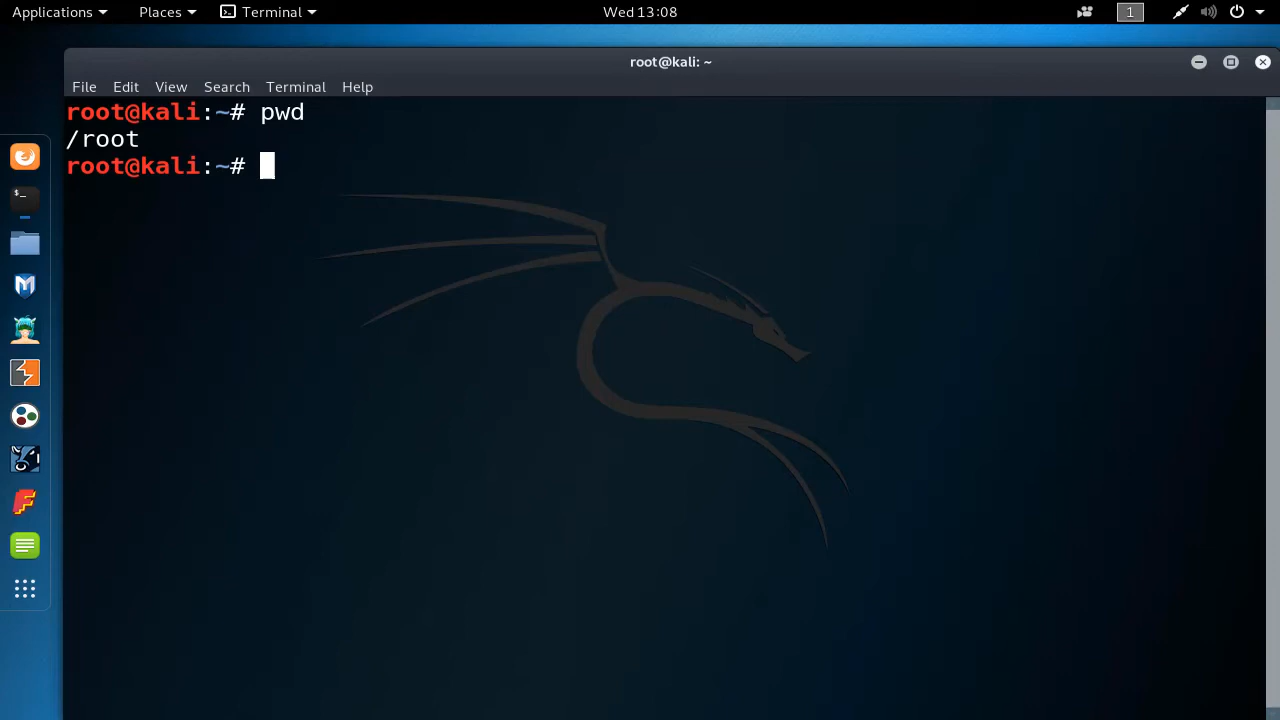 Applications Places Terminal Wed 13:08 1
root@kali: ~
File Edit View Search Terminal Help
root@kali:~# pwd
/root
root@kali:~#